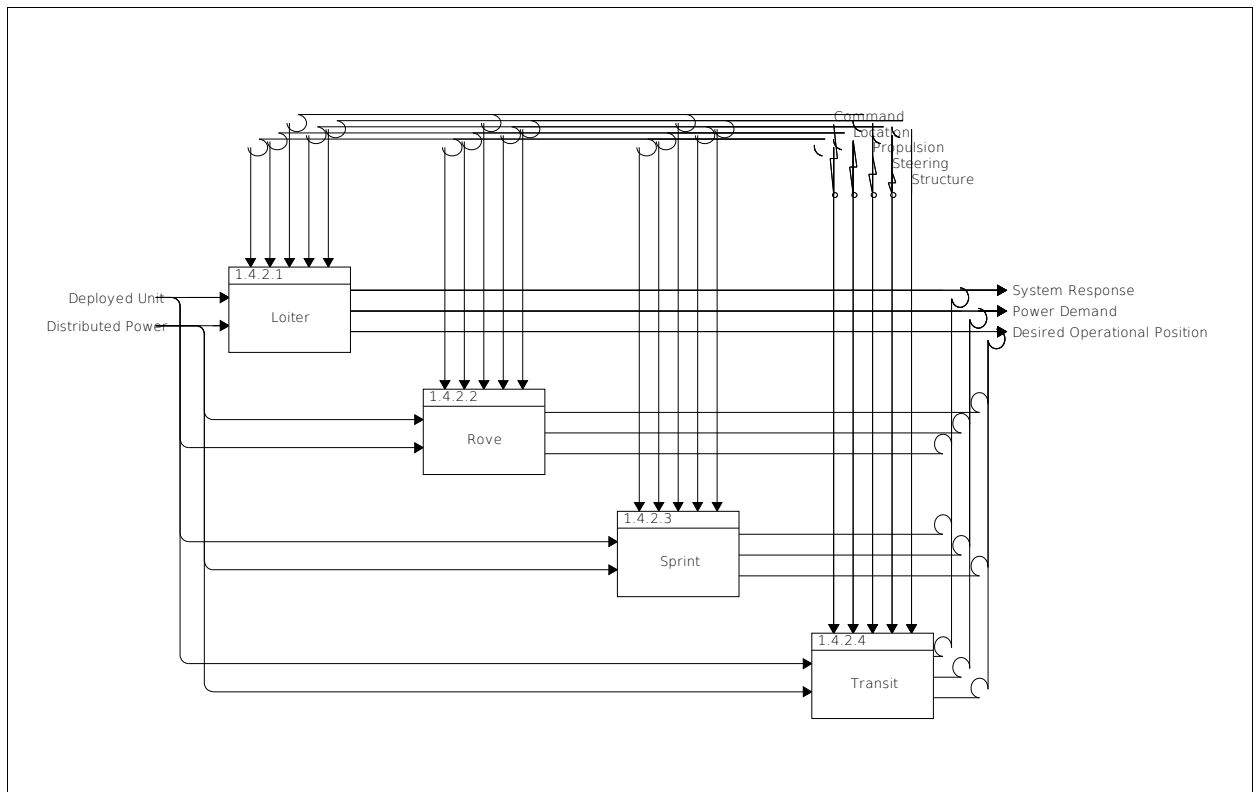 Command
Location
Propulsion
Steering
Structure
1.4.2.1
Loiter
Deployed Unit
Distributed Power
System Response
Power Demand
Desired Operational Position
1.4.2.2
Rove
1.4.2.3
Sprint
1.4.2.4
Transit